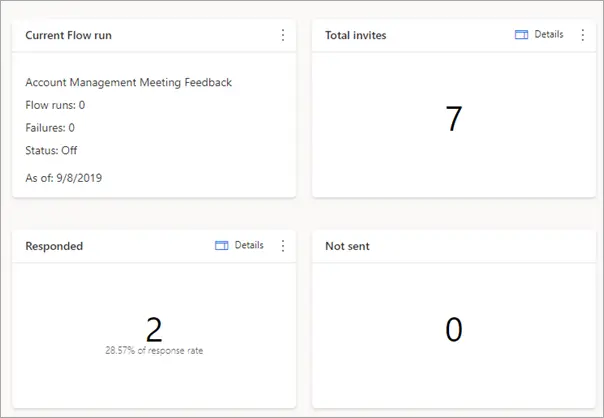 Current Flow run
Account Management Meeting Feedback
Flow runs: 0
Failures: 0
Status: Off
As of: 9/8/2019
Total invites
Details
7
Responded
Details
2
28.57% of response rate
Not sent
0